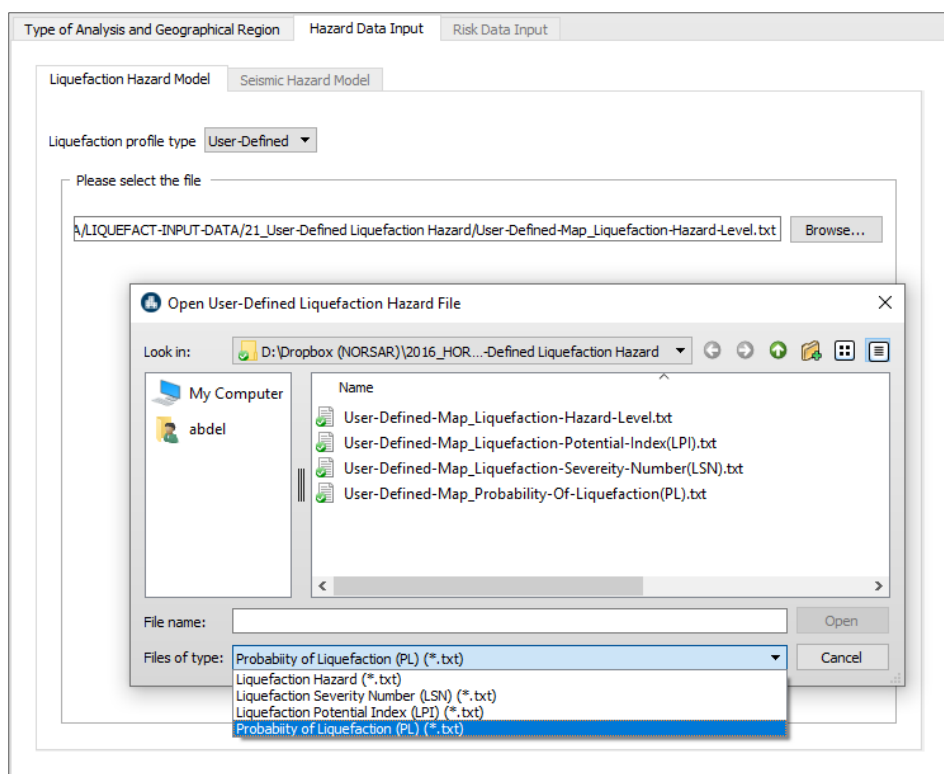 Type of Analysis and Geographical Region Hazard Data Input Risk Data Input
Liquefaction Hazard Model Seismic Hazard Model
Liquefaction profile type User-Defined
Please select the file
A/LIQUEFACT-INPUT-DATA/21_User-Defined Liquefaction Hazard/User-Defined-Map_Liquefaction-Hazard-Level.txt Browse...
Open User-Defined Liquefaction Hazard File
Look in: D:\Dropbox (NORSAR)\2016_HOR...-Defined Liquefaction Hazard
My Computer
abdel
Name
User-Defined-Map_Liquefaction-Hazard-Level.txt
User-Defined-Map_Liquefaction-Potential-Index(LPI).txt
User-Defined-Map_Liquefaction-Severeity-Number(LSN).txt
User-Defined-Map_Probability-Of-Liquefaction(PL).txt
File name: Open
Files of type: Probabiity of Liquefaction (PL) (*.txt) Cancel
Liquefaction Hazard (*.txt)
Liquefaction Severity Number (LSN) (*.txt)
Liquefaction Potential Index (LPI) (*.txt)
Probabiity of Liquefaction (PL) (*.txt)